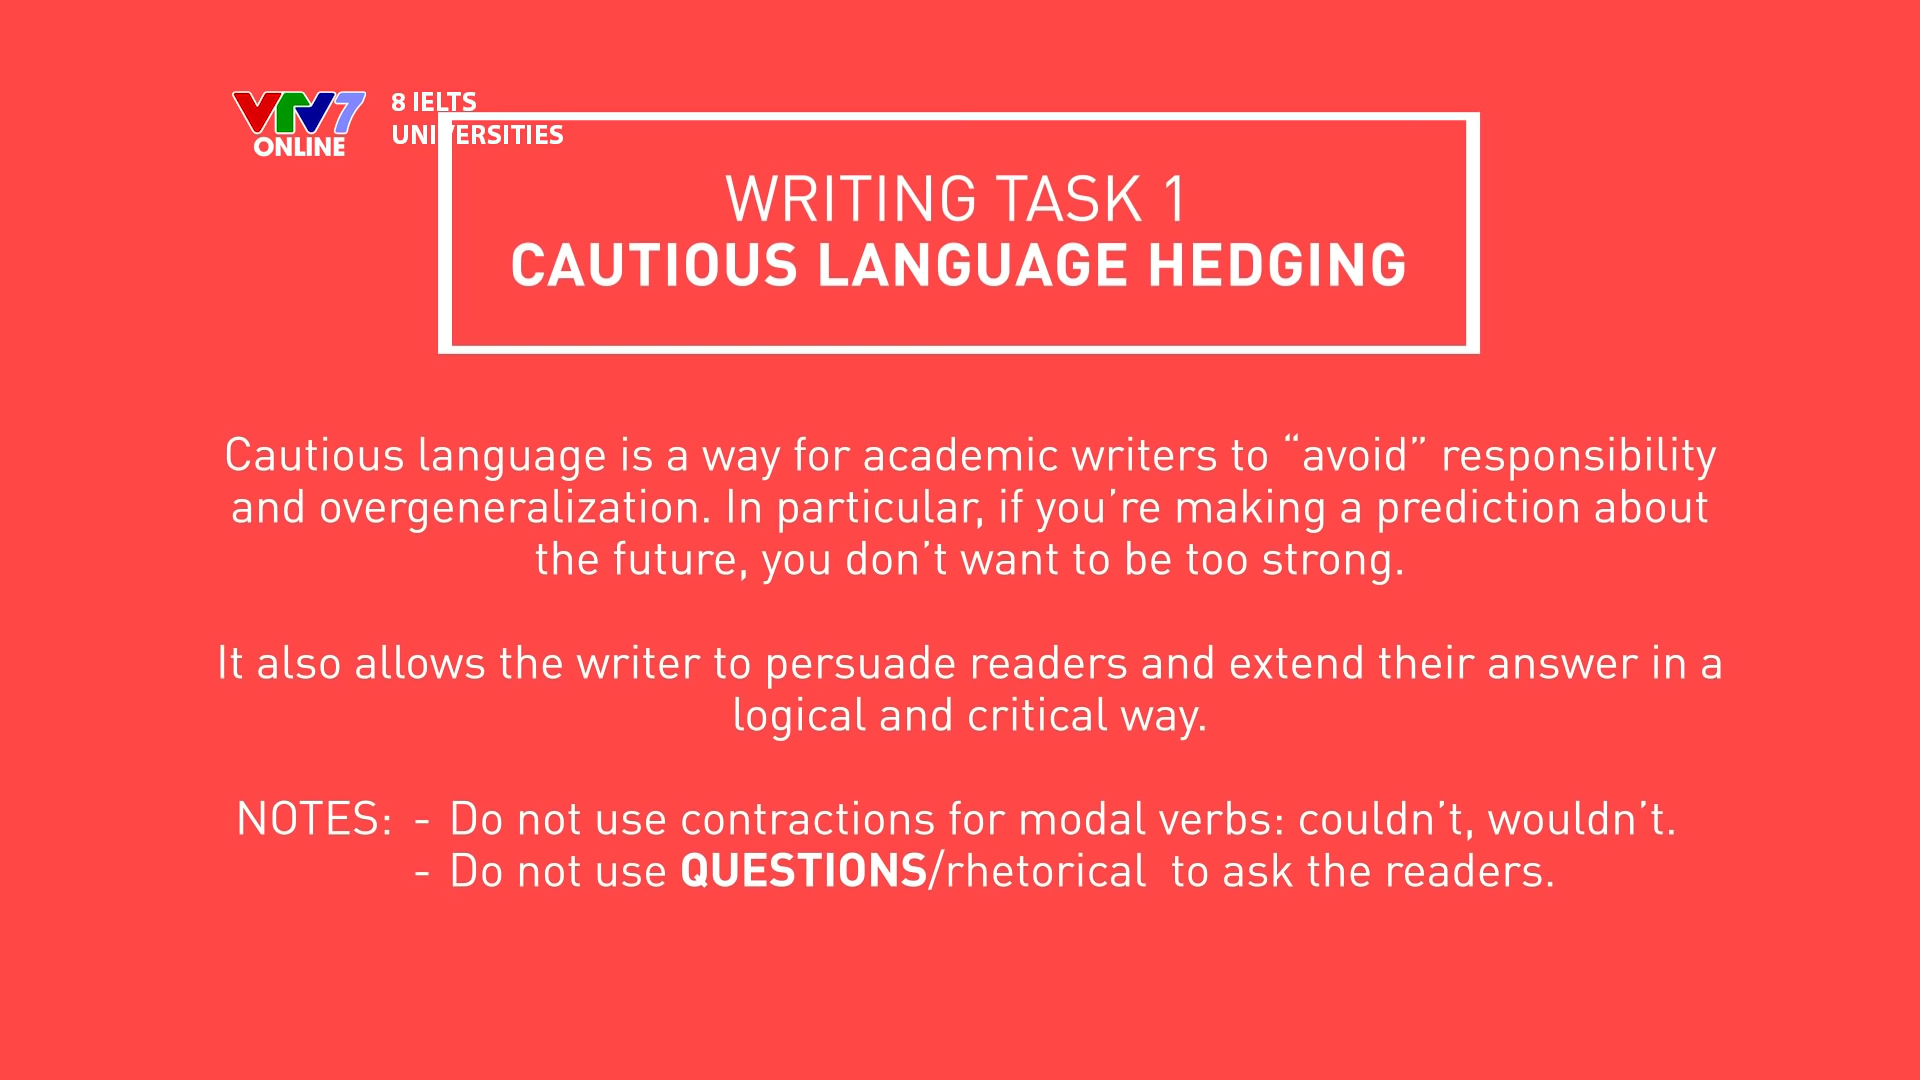 VTV7
ONLINE
8 IELTS
UNIVERSITIES
WRITING TASK 1
CAUTIOUS LANGUAGE HEDGING
Cautious language is a way for academic writers to “avoid” responsibility
and overgeneralization. In particular, if you’re making a prediction about
the future, you don’t want to be too strong.
It also allows the writer to persuade readers and extend their answer in a
logical and critical way.
NOTES: - Do not use contractions for modal verbs: couldn’t, wouldn’t.
- Do not use QUESTIONS/rhetorical to ask the readers.